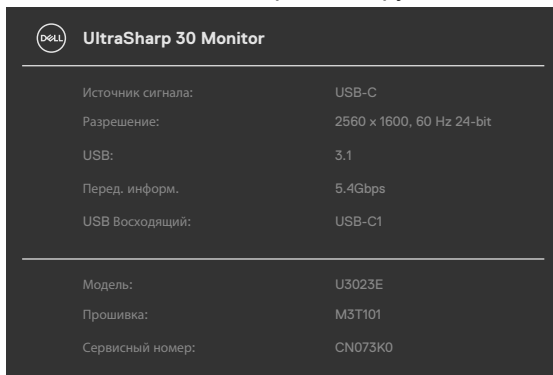 DELL UltraSharp 30 Monitor
Источник сигнала: USB-C
Разрешение: 2560 x 1600, 60 Hz 24-bit
USB: 3.1
Перед. информ. 5.4Gbps
USB Восходящий: USB-C1
Модель: U3023E
Прошивка: M3T101
Сервисный номер: CN073K0